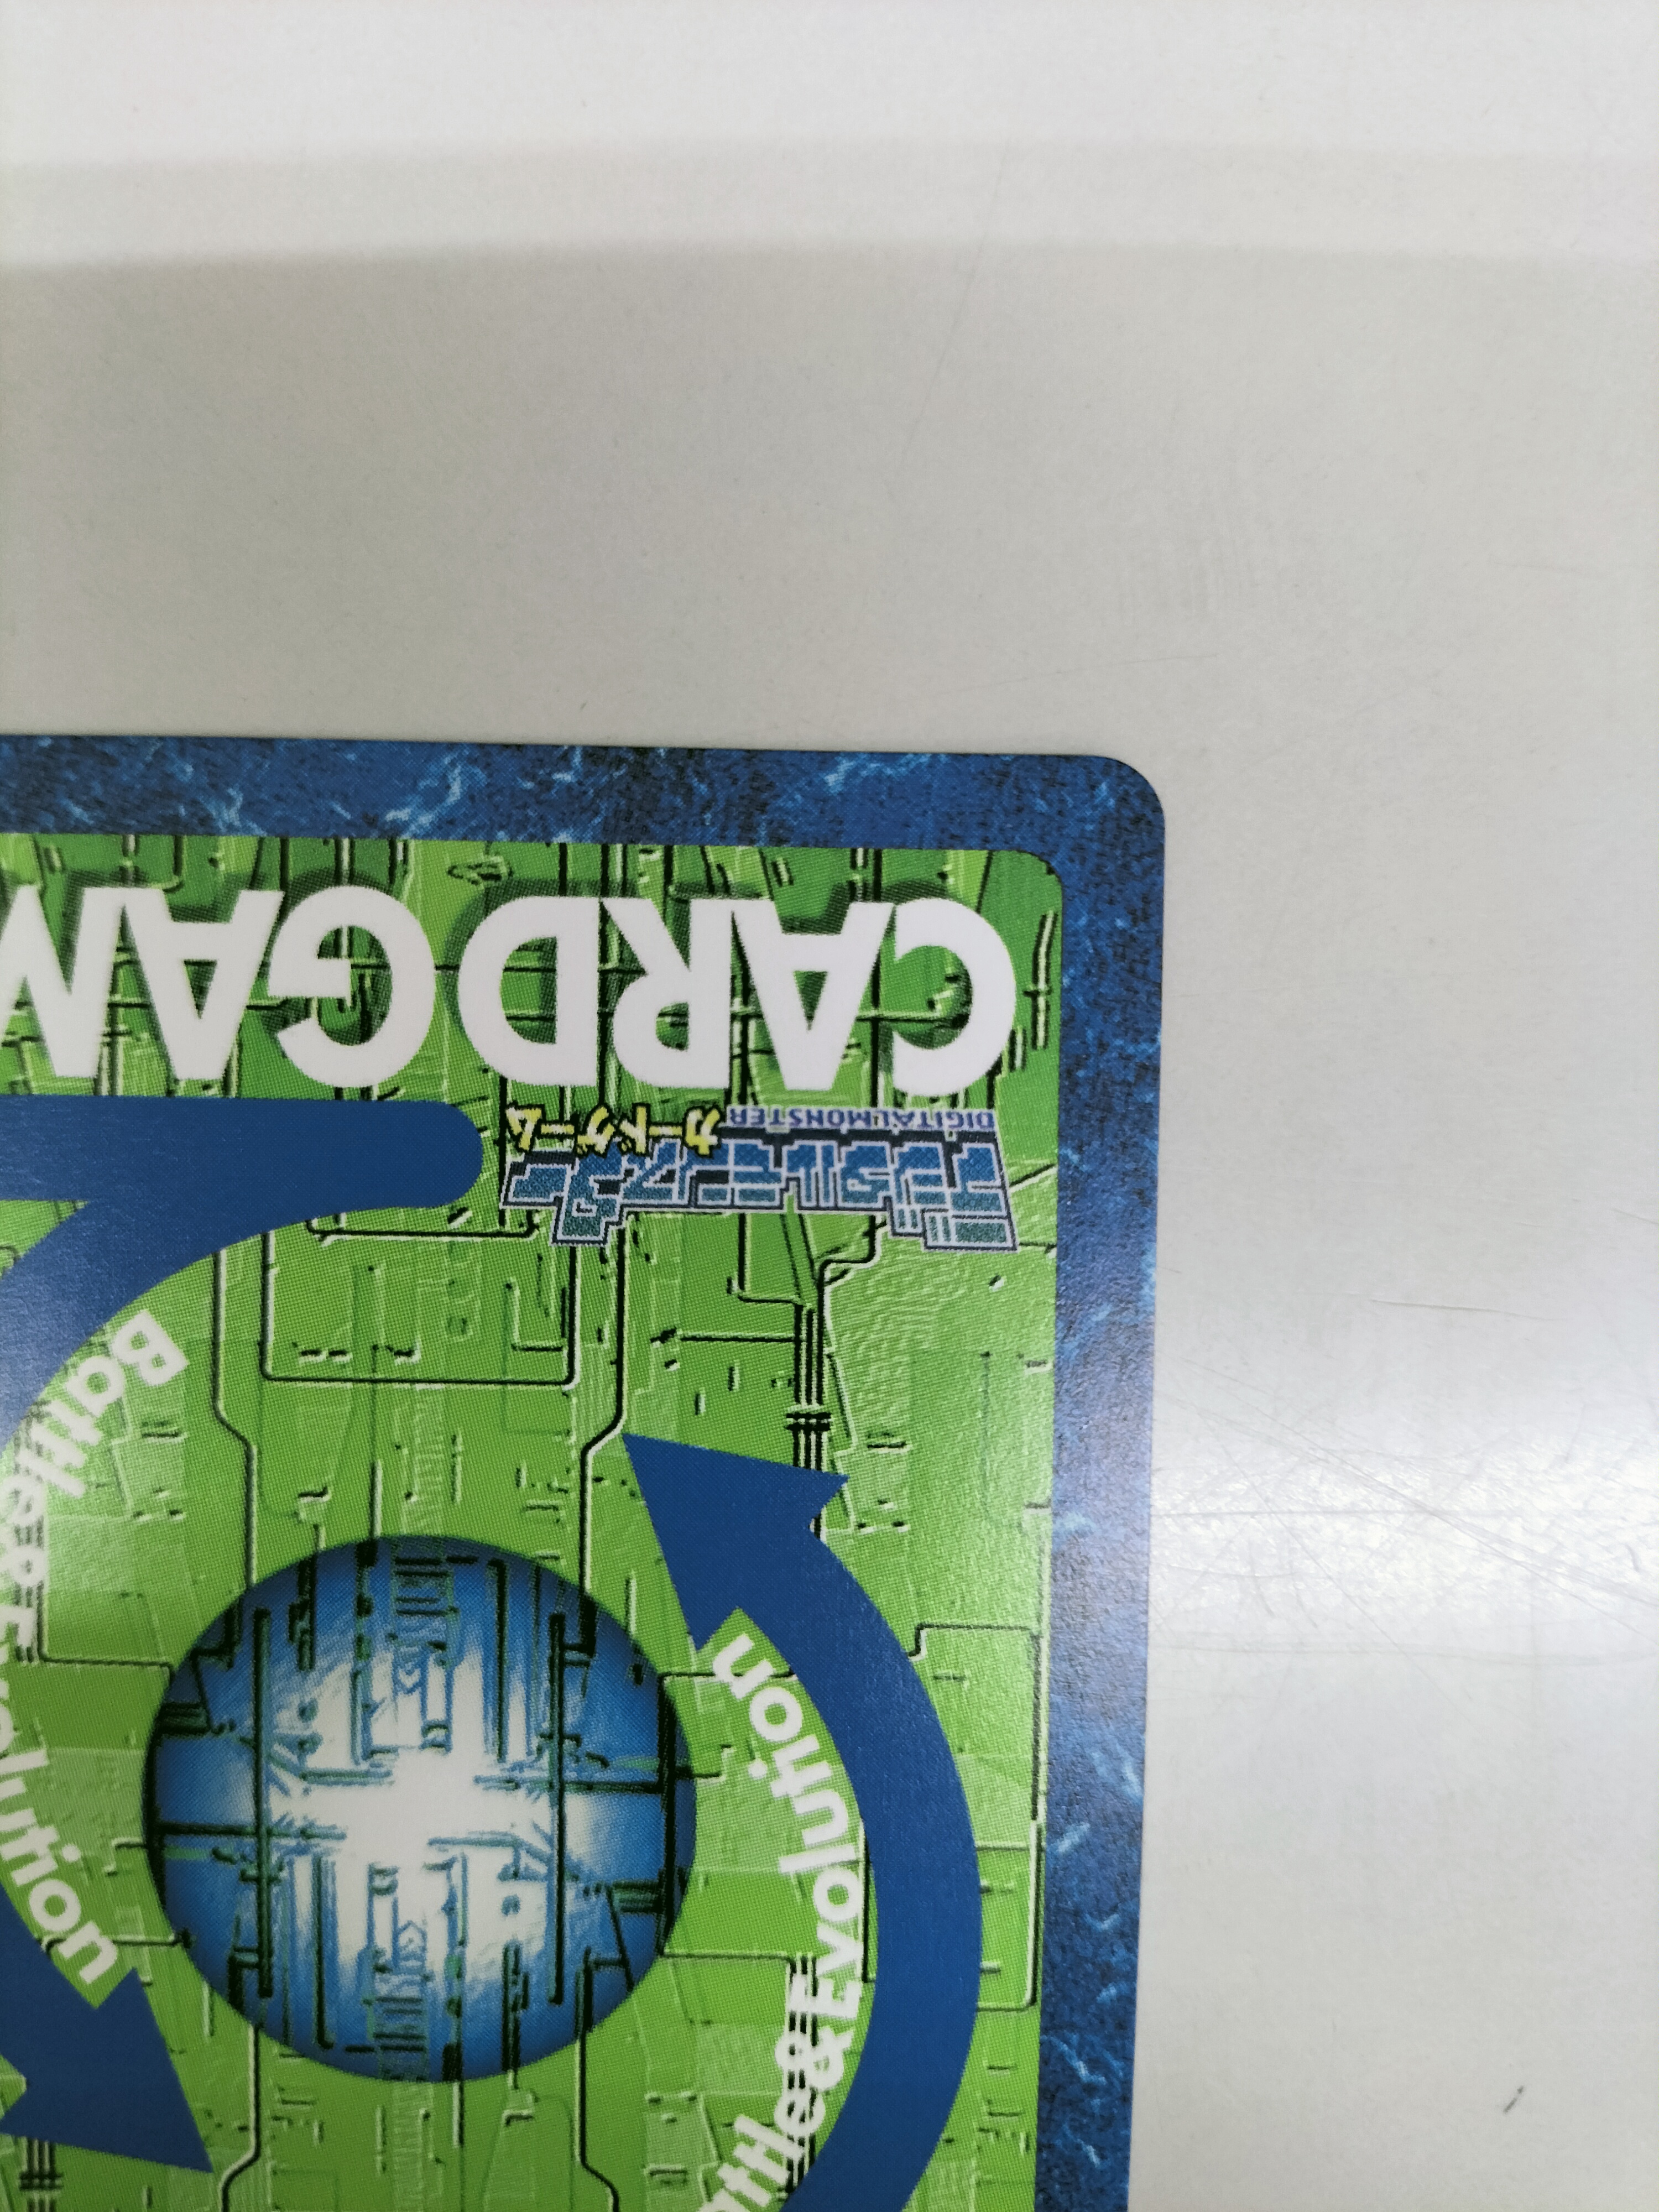 Battle&Evolution
attle&Evolution
デジタルモンスター
カードゲーム
DIGITALMONSTER
CARD GAM